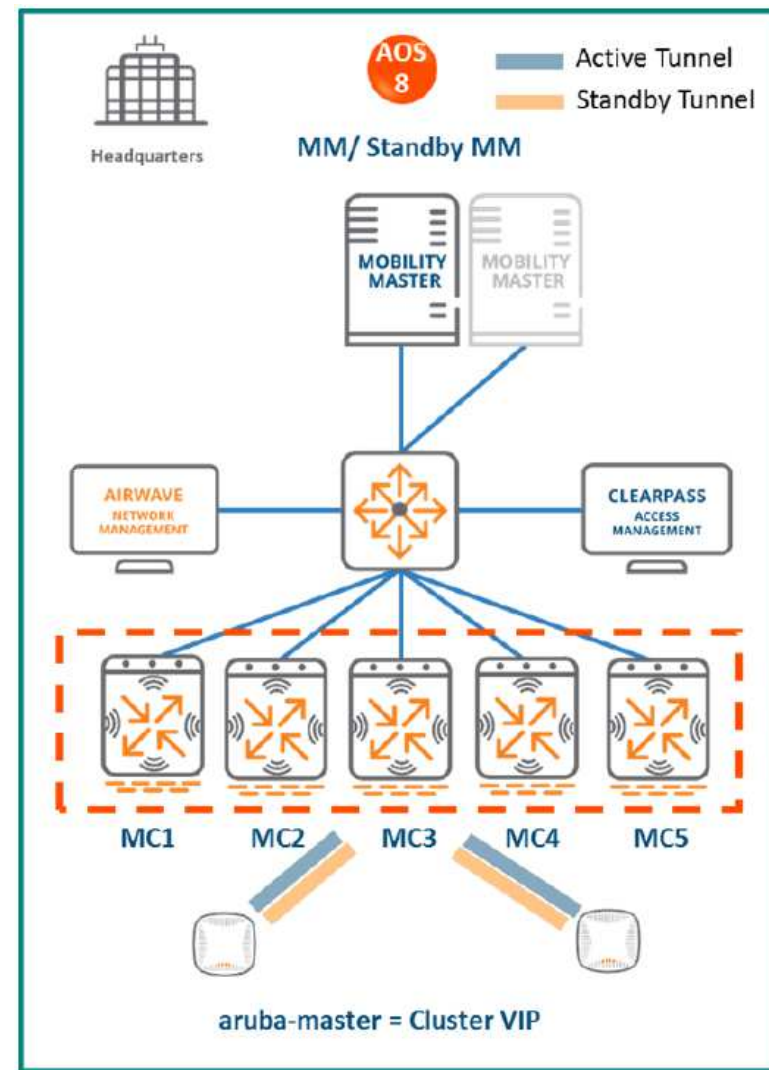 AOS
8
Active Tunnel
Standby Tunnel
Headquarters
MM/ Standby MM
MOBILITY
MASTER
MOBILITY
MASTER
AIRWAVE
NETWORK
MANAGEMENT
CLEARPASS
ACCESS
MANAGEMENT
MC1
MC2
MC3
MC4
MC5
aruba-master = Cluster VIP